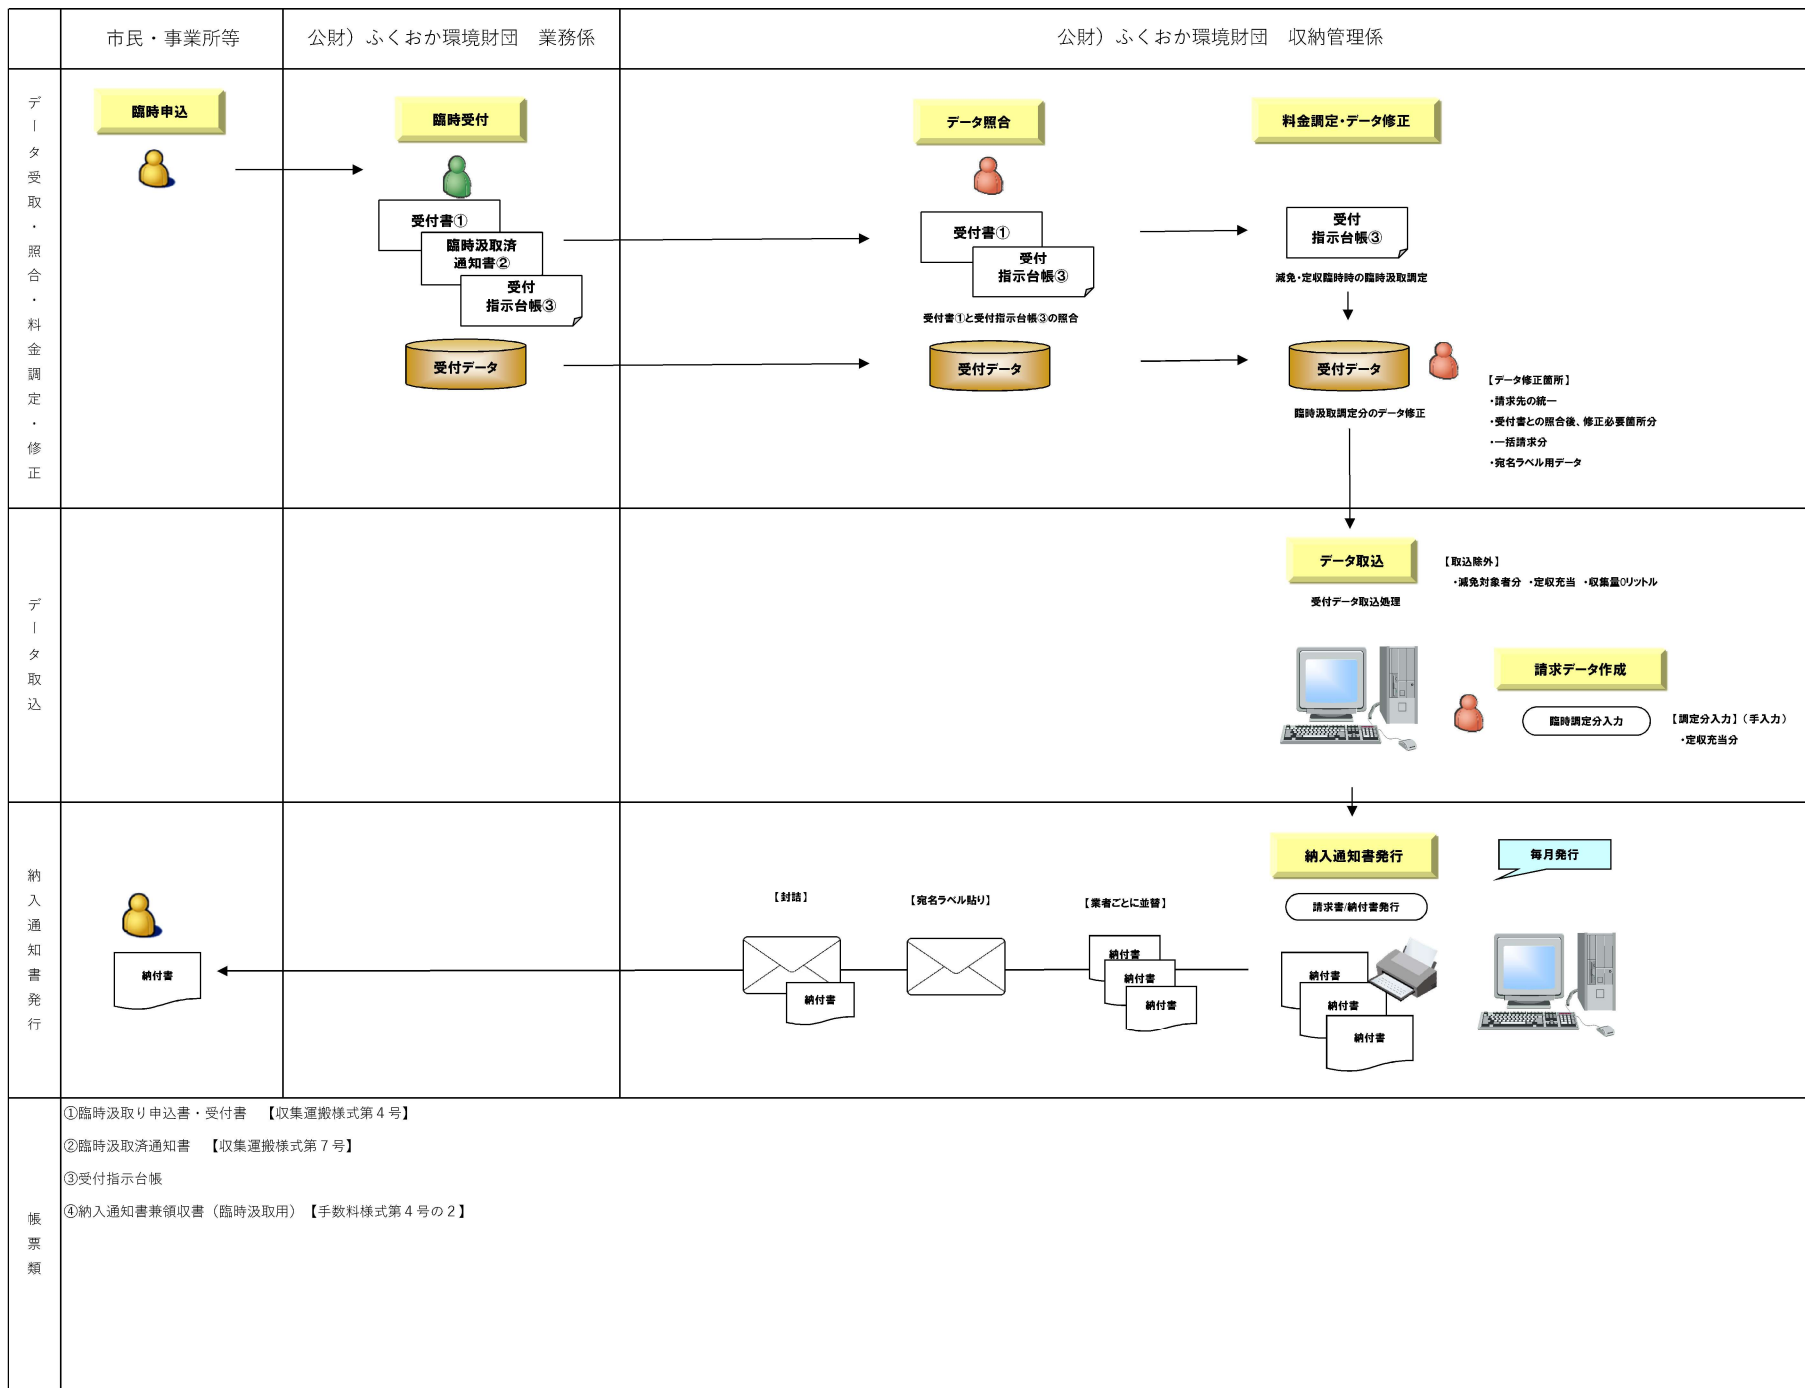 市民・事業所等
公財）ふくおか環境財団　業務係
公財）ふくおか環境財団　収納管理係
データ受取・照合・料金調定・修正
臨時申込
臨時受付
受付書①
臨時汲取済
通知書②
受付
指示台帳③
受付データ
データ照合
受付書①
受付
指示台帳③
受付書①と受付指示台帳③の照合
受付データ
料金調定・データ修正
受付
指示台帳③
減免・定収臨時時の臨時汲取調定
受付データ
臨時汲取調定分のデータ修正
【データ修正箇所】
・請求先の統一
・受付書との照合後、修正必要箇所分
・一括請求分
・宛名ラベル用データ
データ取込
データ取込
受付データ取込処理
【取込除外】
・減免対象者分　・定収充当　・収集量0リットル
請求データ作成
臨時調定分入力
【調定分入力】（手入力）
・定収充当分
納入通知書発行
納付書
【封詰】
納付書
【宛名ラベル貼り】
【業者ごとに並替】
納付書
納付書
納付書
納入通知書発行
請求書/納付書発行
納付書
納付書
納付書
毎月発行
帳票類
①臨時汲取り申込書・受付書　【収集運搬様式第４号】
②臨時汲取済通知書　【収集運搬様式第７号】
③受付指示台帳
④納入通知書兼領収書（臨時汲取用）【手数料様式第４号の２】